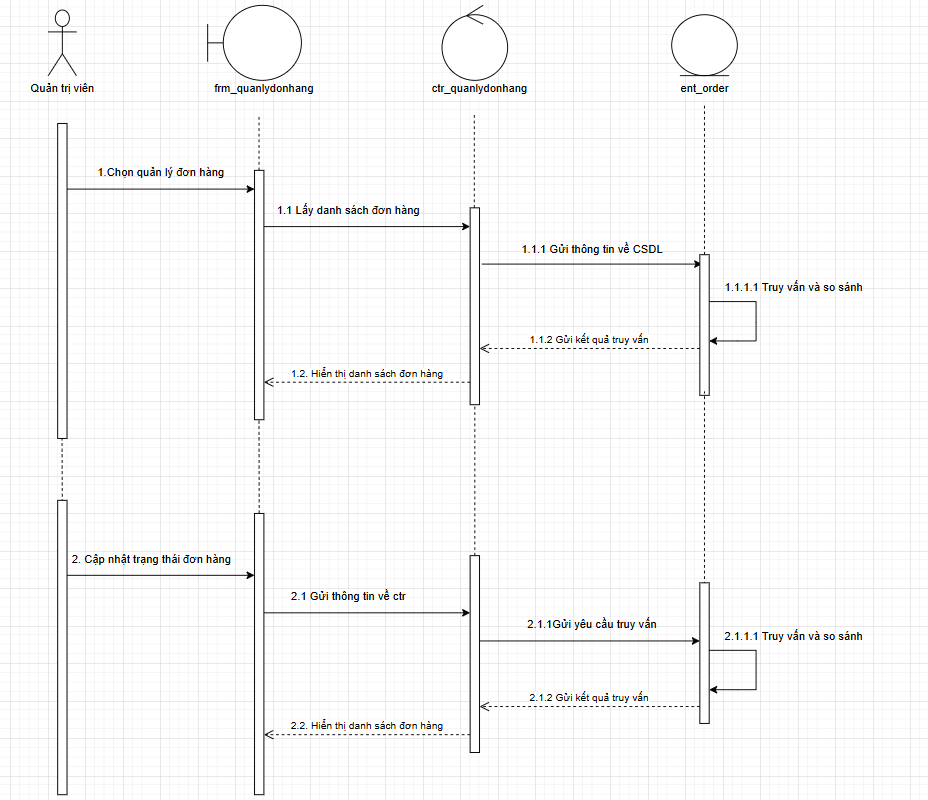 Quản trị viên
frm_quanlydonhang
ctr_quanlydonhang
ent_order
1.Chọn quản lý đơn hàng
1.1 Lấy danh sách đơn hàng
1.1.1 Gửi thông tin về CSDL
1.1.1.1 Truy vấn và so sánh
1.1.2 Gửi kết quả truy vấn
1.2. Hiển thị danh sách đơn hàng
2. Cập nhật trạng thái đơn hàng
2.1 Gửi thông tin về ctr
2.1.1Gửi yêu cầu truy vấn
2.1.1.1 Truy vấn và so sánh
2.1.2 Gửi kết quả truy vấn
2.2. Hiển thị danh sách đơn hàng